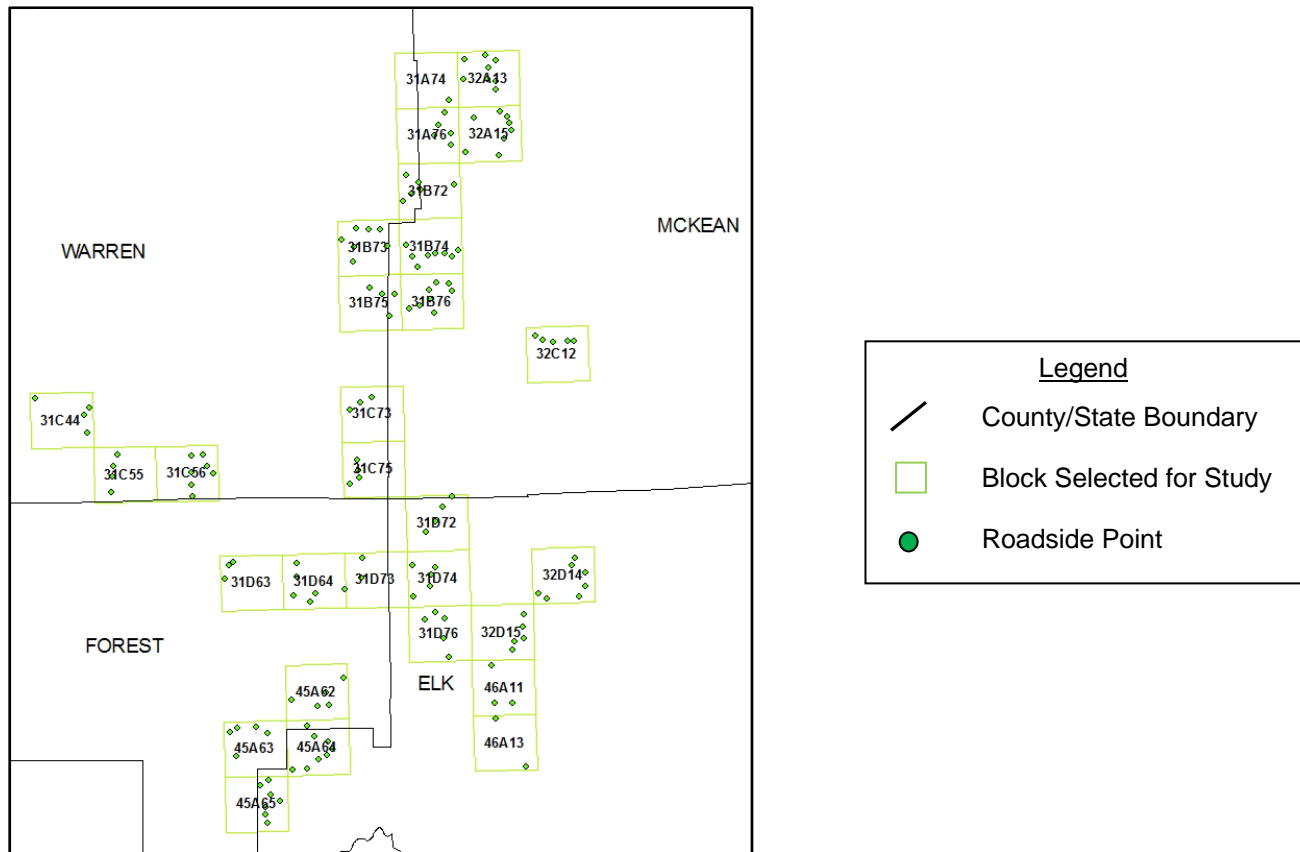 31A74 32A13
31A76 32A15
31B72
WARREN 31B73 31B74 MCKEAN
31B75 31B76
32C12
31C44 31C73
31C55 31C56 31C75
31D72
31D63 31D64 31D73 31D74 32D14
FOREST 31D76 32D15
45A62 ELK 46A11
45A63 45A64 46A13
45A65
Legend
County/State Boundary
Block Selected for Study
Roadside Point